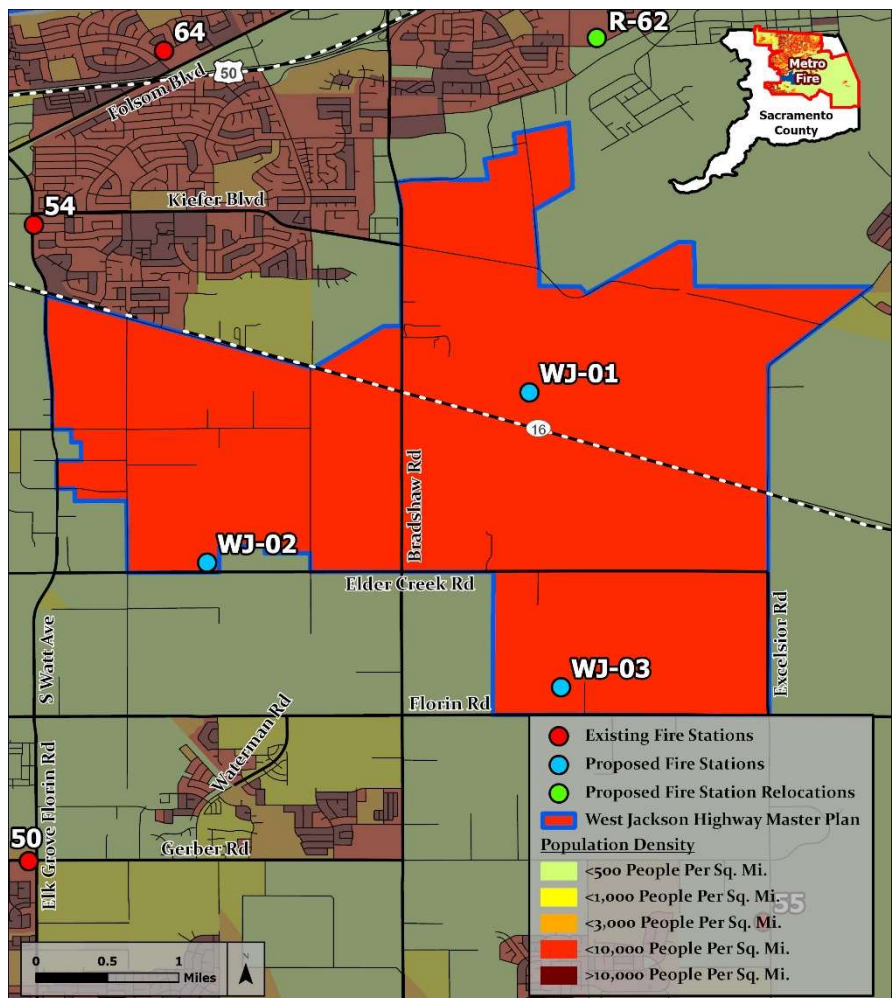 64
R-62
Folsom Blvd
50
Metro
Fire
Sacramento
County
Kiefer Blvd
54
WJ-01
16
Bradshaw Rd
WJ-02
Elder Creek Rd
S Watt Ave
Excelsior Rd
WJ-03
Florin Rd
Waterman Rd
Elk Grove Florin Rd
50
Gerber Rd
Existing Fire Stations
Proposed Fire Stations
Proposed Fire Station Relocations
West Jackson Highway Master Plan
Population Density
<500 People Per Sq. Mi.
<1,000 People Per Sq. Mi.
<3,000 People Per Sq. Mi.
55
<10,000 People Per Sq. Mi.
>10,000 People Per Sq. Mi.
0 0.5 1
Miles
N